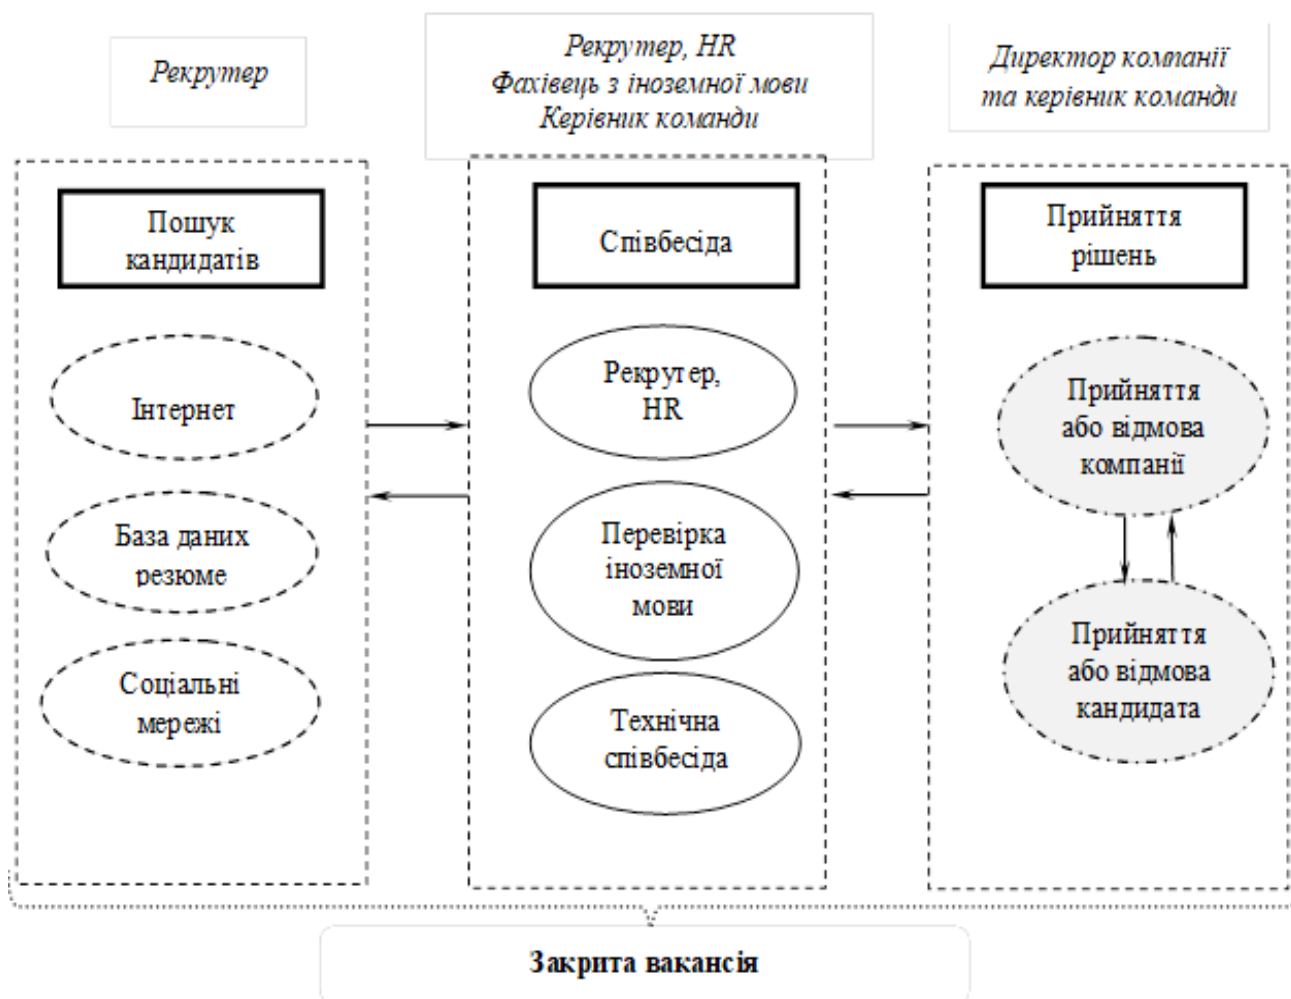 Рекрутер
Рекрутер, HR
Фахівець з іноземної мови
Керівник команди
Директор компанії
та керівник команди
Пошук
кандидатів
Інтернет
База даних
резюме
Соціальні
мережі
Співбесіда
Рекрутер,
HR
Перевірка
іноземної
мови
Технічна
співбесіда
Прийняття
рішень
Прийняття
або відмова
компанії
Прийняття
або відмова
кандидата
Закрита вакансія